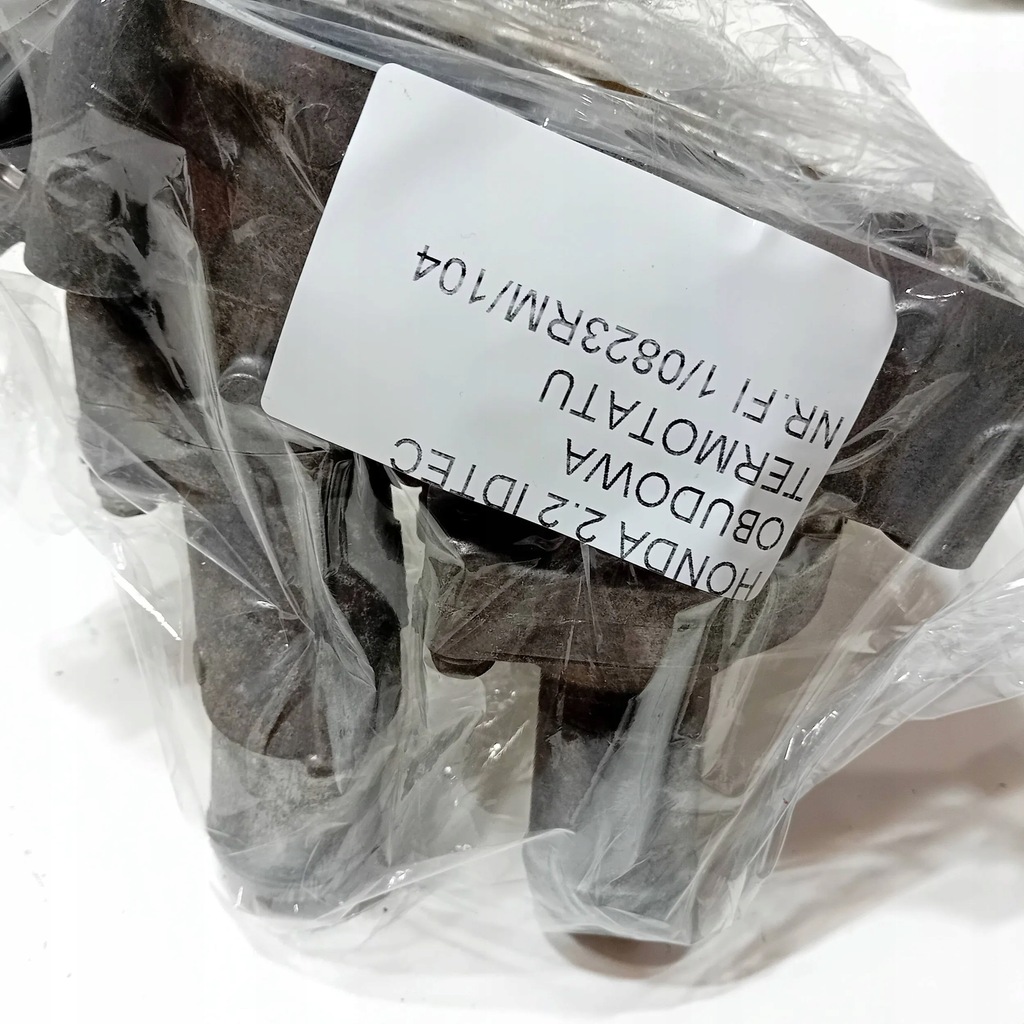 HONDA 2.2 IDTEC
OBUDOWA
TERMOTATU
NR.FI 1/0823RM/104